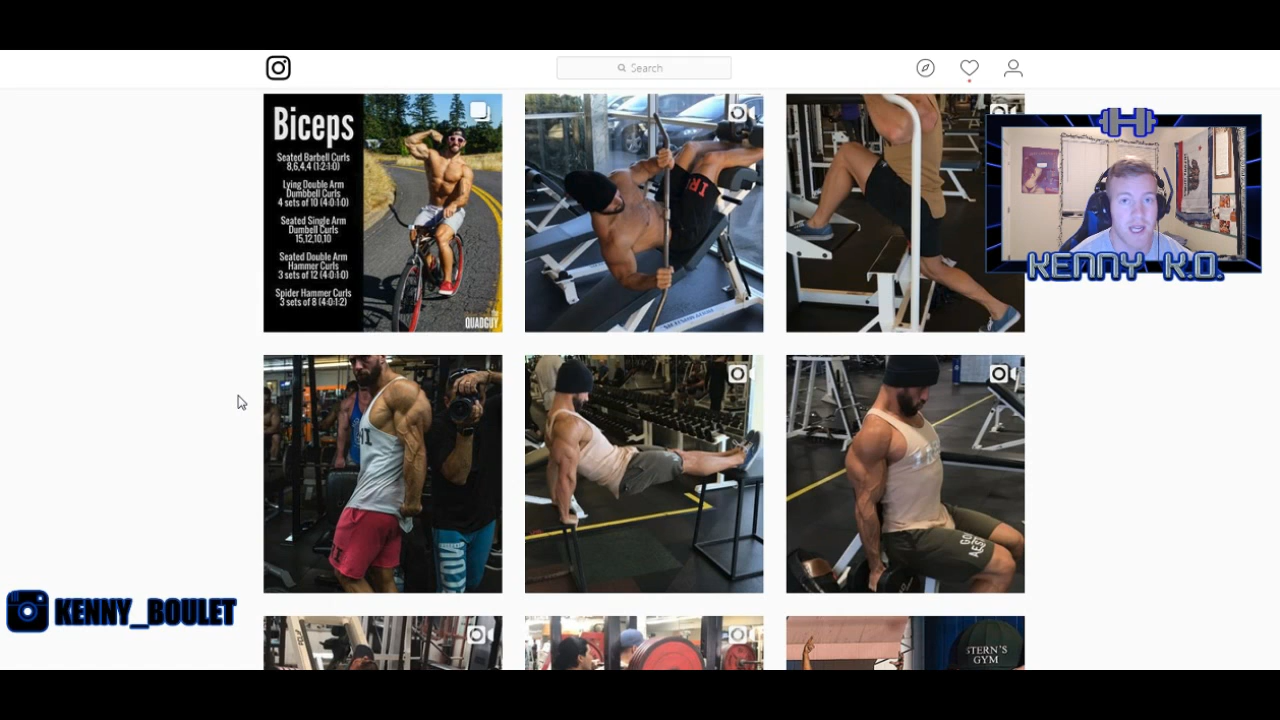 Search
Biceps
Seated Barbell Curls
8,6,4,4 (1:2:1:0)
Lying Double Arm
Dumbbell Curls
4 sets of 10 (4:0:1:0)
Seated Single Arm
Dumbell Curls
15,12,10,10
Seated Double Arm
Hammer Curls
3 sets of 12 (4:0:1:0)
Spider Hammer Curls
3 sets of 8 (4:0:1:2)
QUADGUY
KENNY K.O.
KENNY_BOULET
STERN'S
GYM